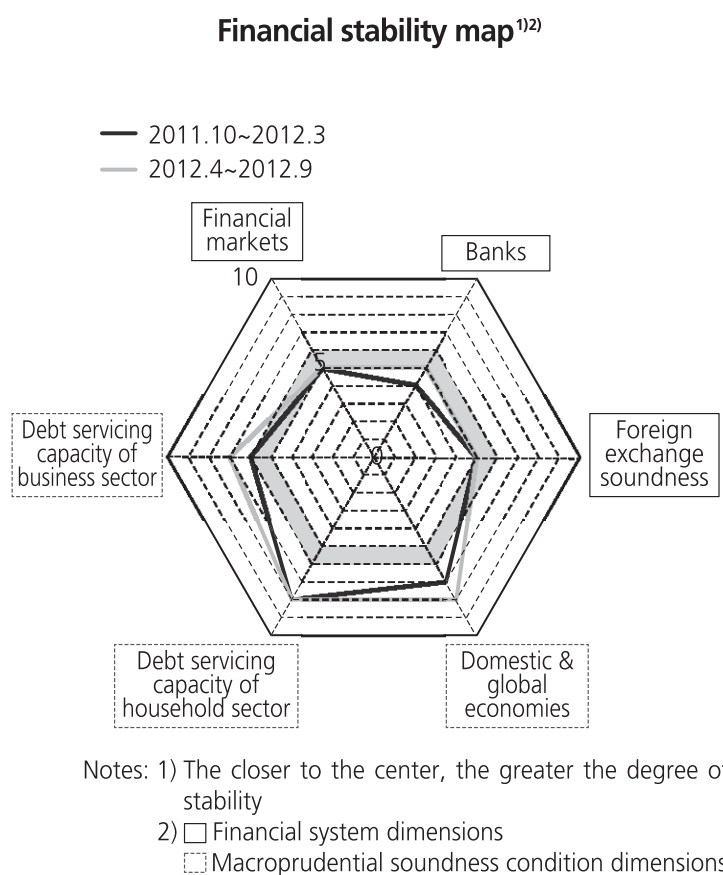 Financial stability map1)2)
2011.10~2012.3
2012.4~2012.9
Financial
markets
Banks
10
5
0
Debt servicing
capacity of
business sector
Foreign
exchange
soundness
Debt servicing
capacity of
household sector
Domestic &
global
economies
Notes: 1) The closer to the center, the greater the degree of
stability
2) Financial system dimensions
Macroprudential soundness condition dimensions